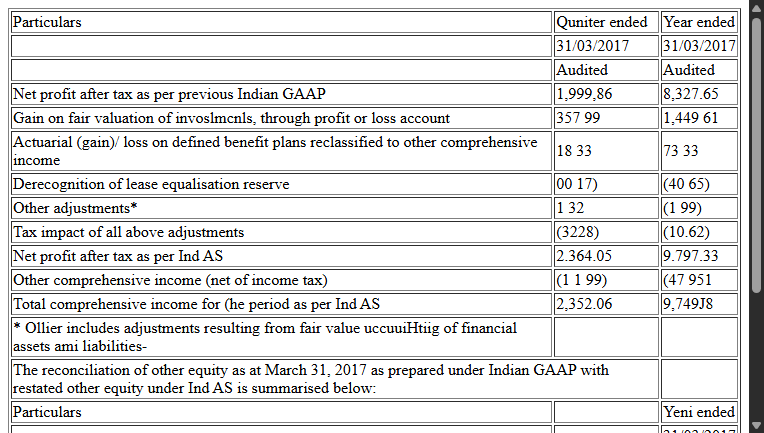 Particulars Quniter ended Year ended
31/03/2017 31/03/2017
Audited Audited
Net profit after tax as per previous Indian GAAP 1,999,86 8,327.65
Gain on fair valuation of invoslmcnls, through profit or loss account 357 99 1,449 61
Actuarial (gain)/ loss on defined benefit plans reclassified to other comprehensive
income 18 33 73 33
Derecognition of lease equalisation reserve 00 17) (40 65)
Other adjustments* 1 32 (1 99)
Tax impact of all above adjustments (3228) (10.62)
Net profit after tax as per Ind AS 2.364.05 9.797.33
Other comprehensive income (net of income tax) (1 1 99) (47 951
Total comprehensive income for (he period as per Ind AS 2,352.06 9,749J8
* Ollier includes adjustments resulting from fair value uccuuiHtiig of financial
assets ami liabilities-
The reconciliation of other equity as at March 31, 2017 as prepared under Indian GAAP with
restated other equity under Ind AS is summarised below:
Particulars Yeni ended